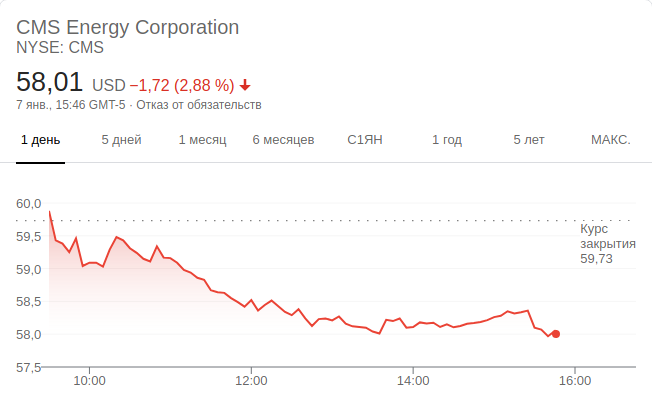 CMS Energy Corporation
NYSE: CMS
58,01 USD −1,72 (2,88 %)
7 янв., 15:46 GMT-5 · Отказ от обязательств
1 день 5 дней 1 месяц 6 месяцев С1ЯН 1 год 5 лет МАКС.
60,0
59,5
59,0
58,5
58,0
57,5
Курс
закрытия
59,73
10:00 12:00 14:00 16:00